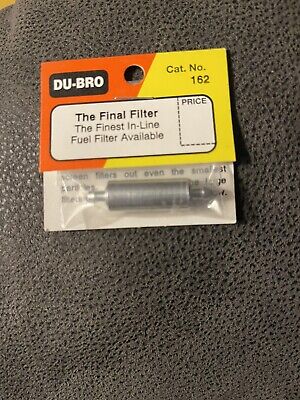 DU-BRO
Cat. No.
162
PRICE
The Final Filter
The Finest In-Line
Fuel Filter Available
screen filters out even the smallest
particles.
filters